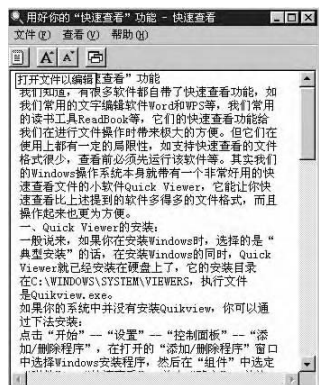 用好你的“快速查看”功能 - 快速查看
文件(F) 查看(V) 帮助(H)
打开文件以编辑 查看”功能
我们知道，有很多软件都自带了快速查看功能，如
我们常用的文字编辑软件Word和WPS等，我们常用
的读书工具ReadBook等，它们的快速查看功能给
我们在进行文件操作时带来极大的方便。但它们在
使用上都有一定的局限性，如支持快速查看的文件
格式很少，查看前必须先运行该软件等。其实我们
的Windows操作系统本身就带有一个非常好用的快
速查看文件的小软件Quick Viewer，它能让你快
速查看比上述提到的软件多得多的文件格式，而且
操作起来也更为方便。
一、Quick Viewer的安装：
一般说来，如果你在安装Windows时，选择的是“
典型安装”的话，在安装Windows的同时，Quick
Viewer就已经安装在硬盘上了，它的安装目录
在C:\WINDOWS\SYSTEM\VIEWERS，执行文件
是Quikview.exe。
如果你的系统中并没有安装Quikview，你可以通
过下法安装：
点击“开始”--“设置”--“控制面板”--“添
加/删除程序”，在打开的“添加/删除程序”窗口
中选择Windows安装程序，然后在“组件”中选定